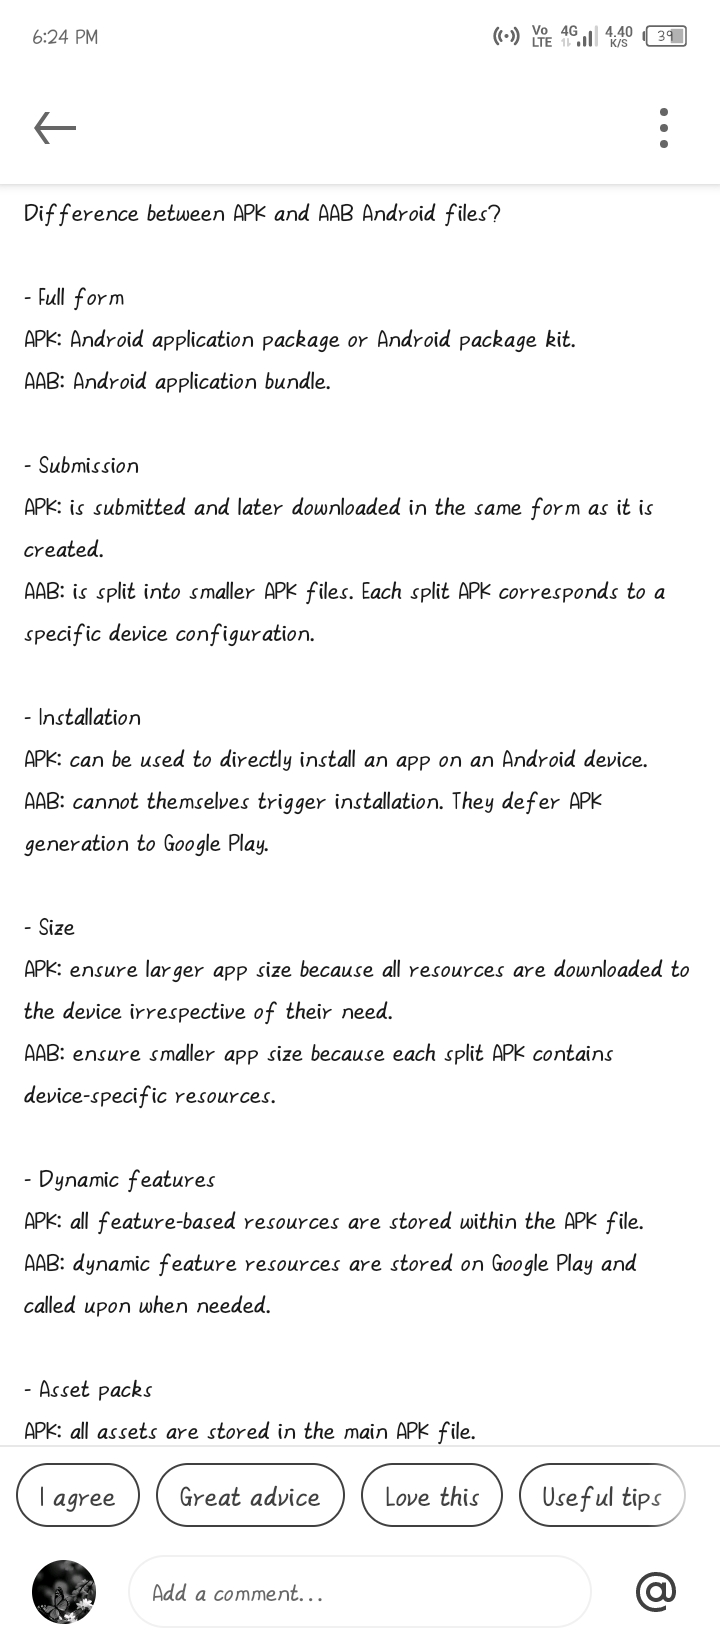 6:24 PM
Vo LTE 4G 4.40 K/S 39
Difference between APK and AAB Android files?
- Full form
APK: Android application package or Android package kit.
AAB: Android application bundle.
- Submission
APK: is submitted and later downloaded in the same form as it is
created.
AAB: is split into smaller APK files. Each split APK corresponds to a
specific device configuration.
- Installation
APK: can be used to directly install an app on an Android device.
AAB: cannot themselves trigger installation. They defer APK
generation to Google Play.
- Size
APK: ensure larger app size because all resources are downloaded to
the device irrespective of their need.
AAB: ensure smaller app size because each split APK contains
device-specific resources.
- Dynamic features
APK: all feature-based resources are stored within the APK file.
AAB: dynamic feature resources are stored on Google Play and
called upon when needed.
- Asset packs
APK: all assets are stored in the main APK file.
I agree Great advice Love this Useful tips
Add a comment... @